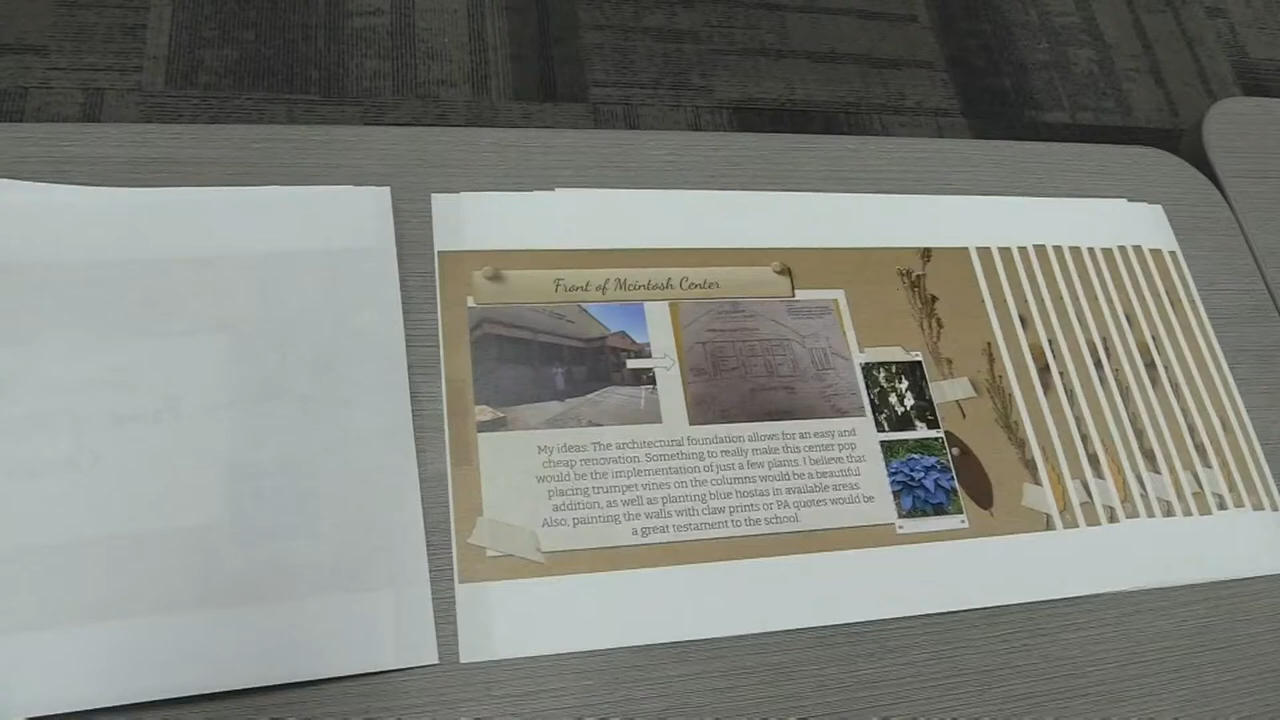 Front of Mcintosh Center
My ideas: The architectural foundation allows for an easy and
cheap renovation. Something to really make this center pop
would be the implementation of just a few plants. I believe that
placing trumpet vines on the columns would be a beautiful
addition, as well as planting blue hostas in available areas.
Also, painting the walls with claw prints or PA quotes would be
a great testament to the school.